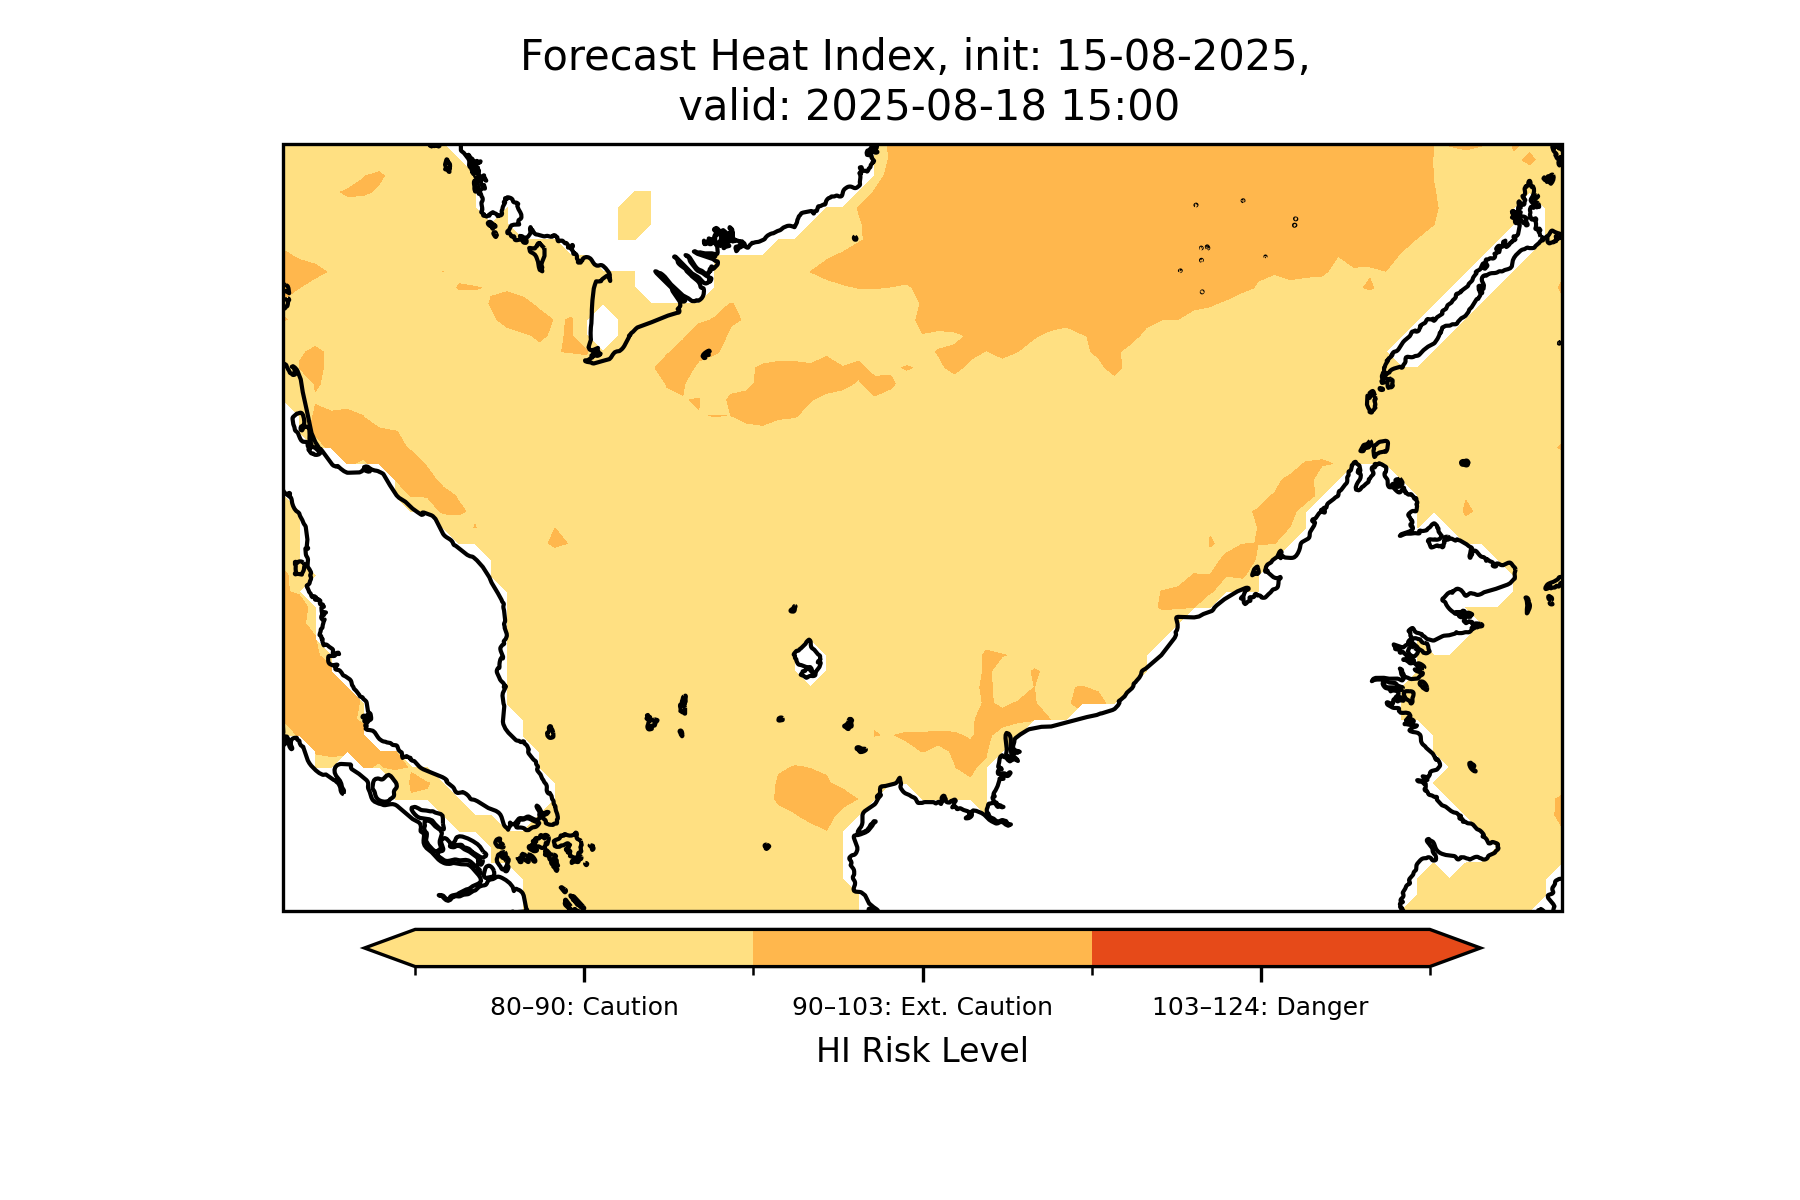 Forecast Heat Index, init: 15-08-2025,
valid: 2025-08-18 15:00
80–90: Caution
90–103: Ext. Caution
103–124: Danger
HI Risk Level